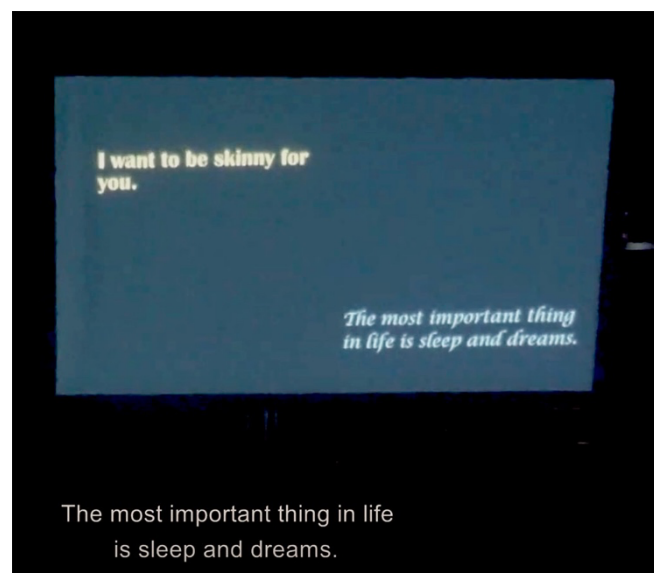 I want to be skinny for
you.
The most important thing
in life is sleep and dreams.
The most important thing in life
is sleep and dreams.